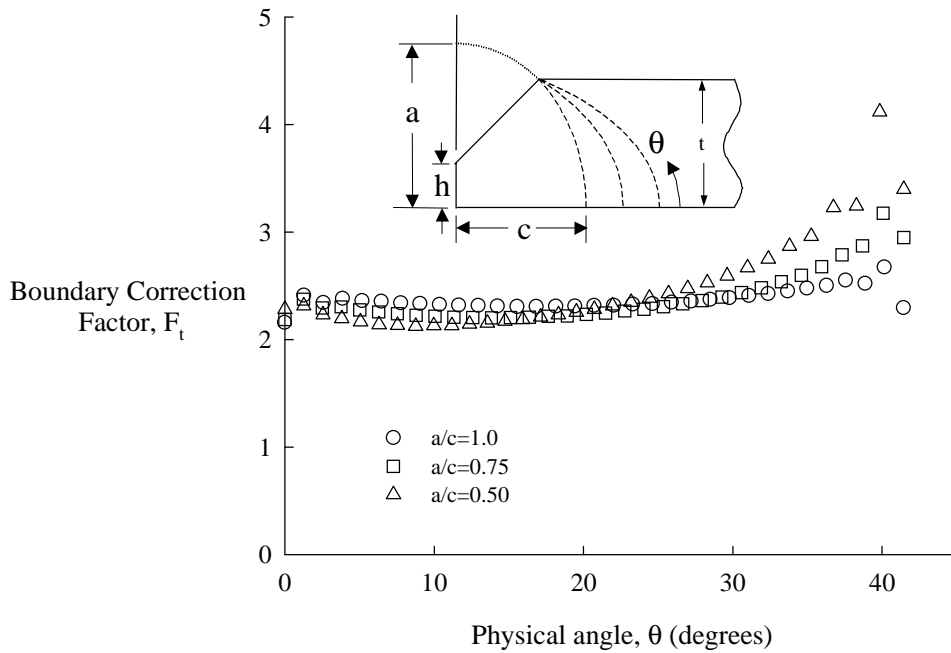 5
4
3
2
1
0
Boundary Correction
Factor, Ft
a
h
c
θ
t
a/c=1.0
a/c=0.75
a/c=0.50
0
10
20
30
40
Physical angle, θ (degrees)